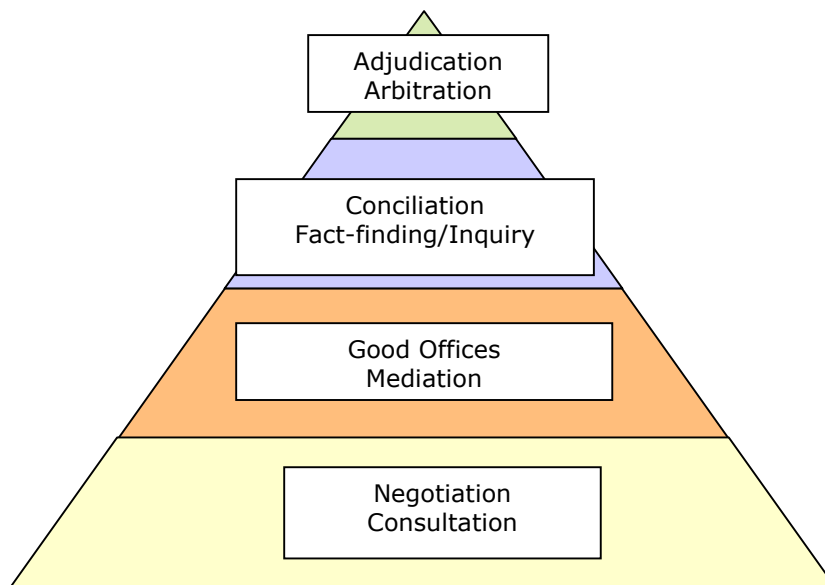 Adjudication
Arbitration
Conciliation
Fact-finding/Inquiry
Good Offices
Mediation
Negotiation
Consultation